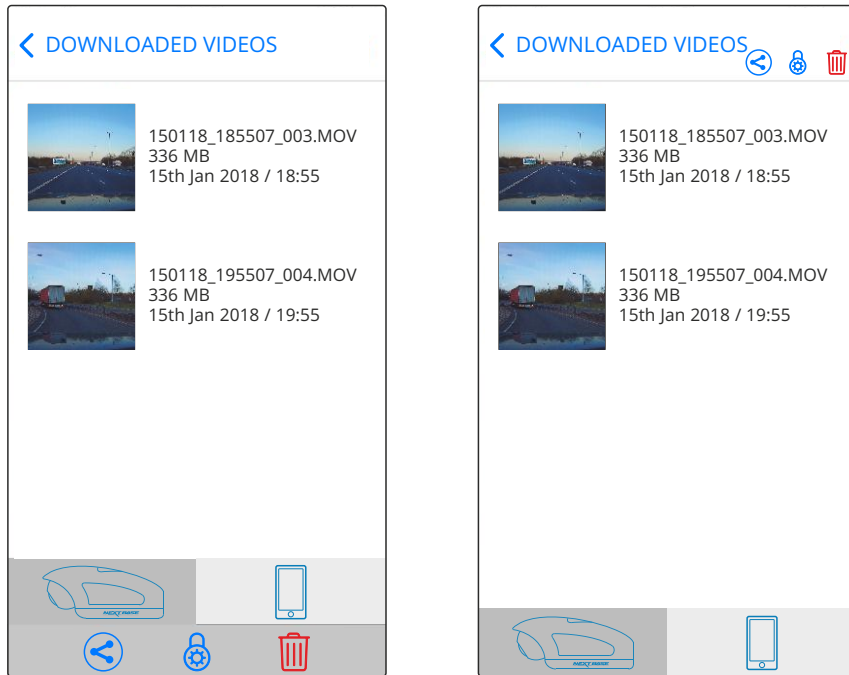 DOWNLOADED VIDEOS
150118_185507_003.MOV
336 MB
15th Jan 2018 / 18:55
150118_195507_004.MOV
336 MB
15th Jan 2018 / 19:55
DOWNLOADED VIDEOS
150118_185507_003.MOV
336 MB
15th Jan 2018 / 18:55
150118_195507_004.MOV
336 MB
15th Jan 2018 / 19:55